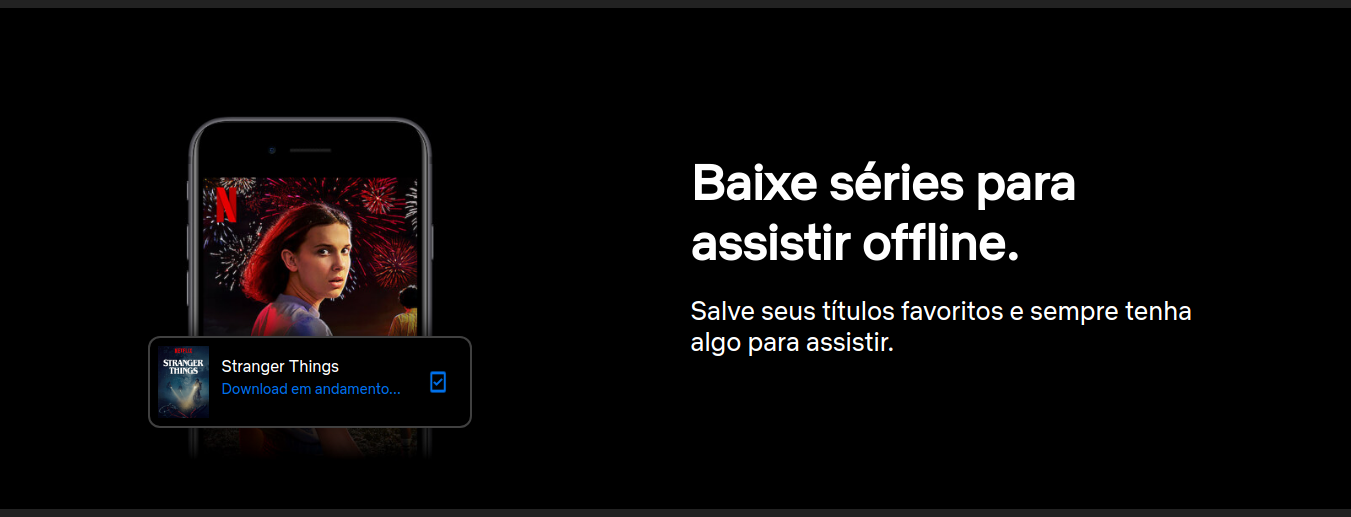 Baixe séries para
assistir offline.
Salve seus títulos favoritos e sempre tenha
algo para assistir.
N
NETFLIX
STRANGER
THINGS
Stranger Things
Download em andamento...